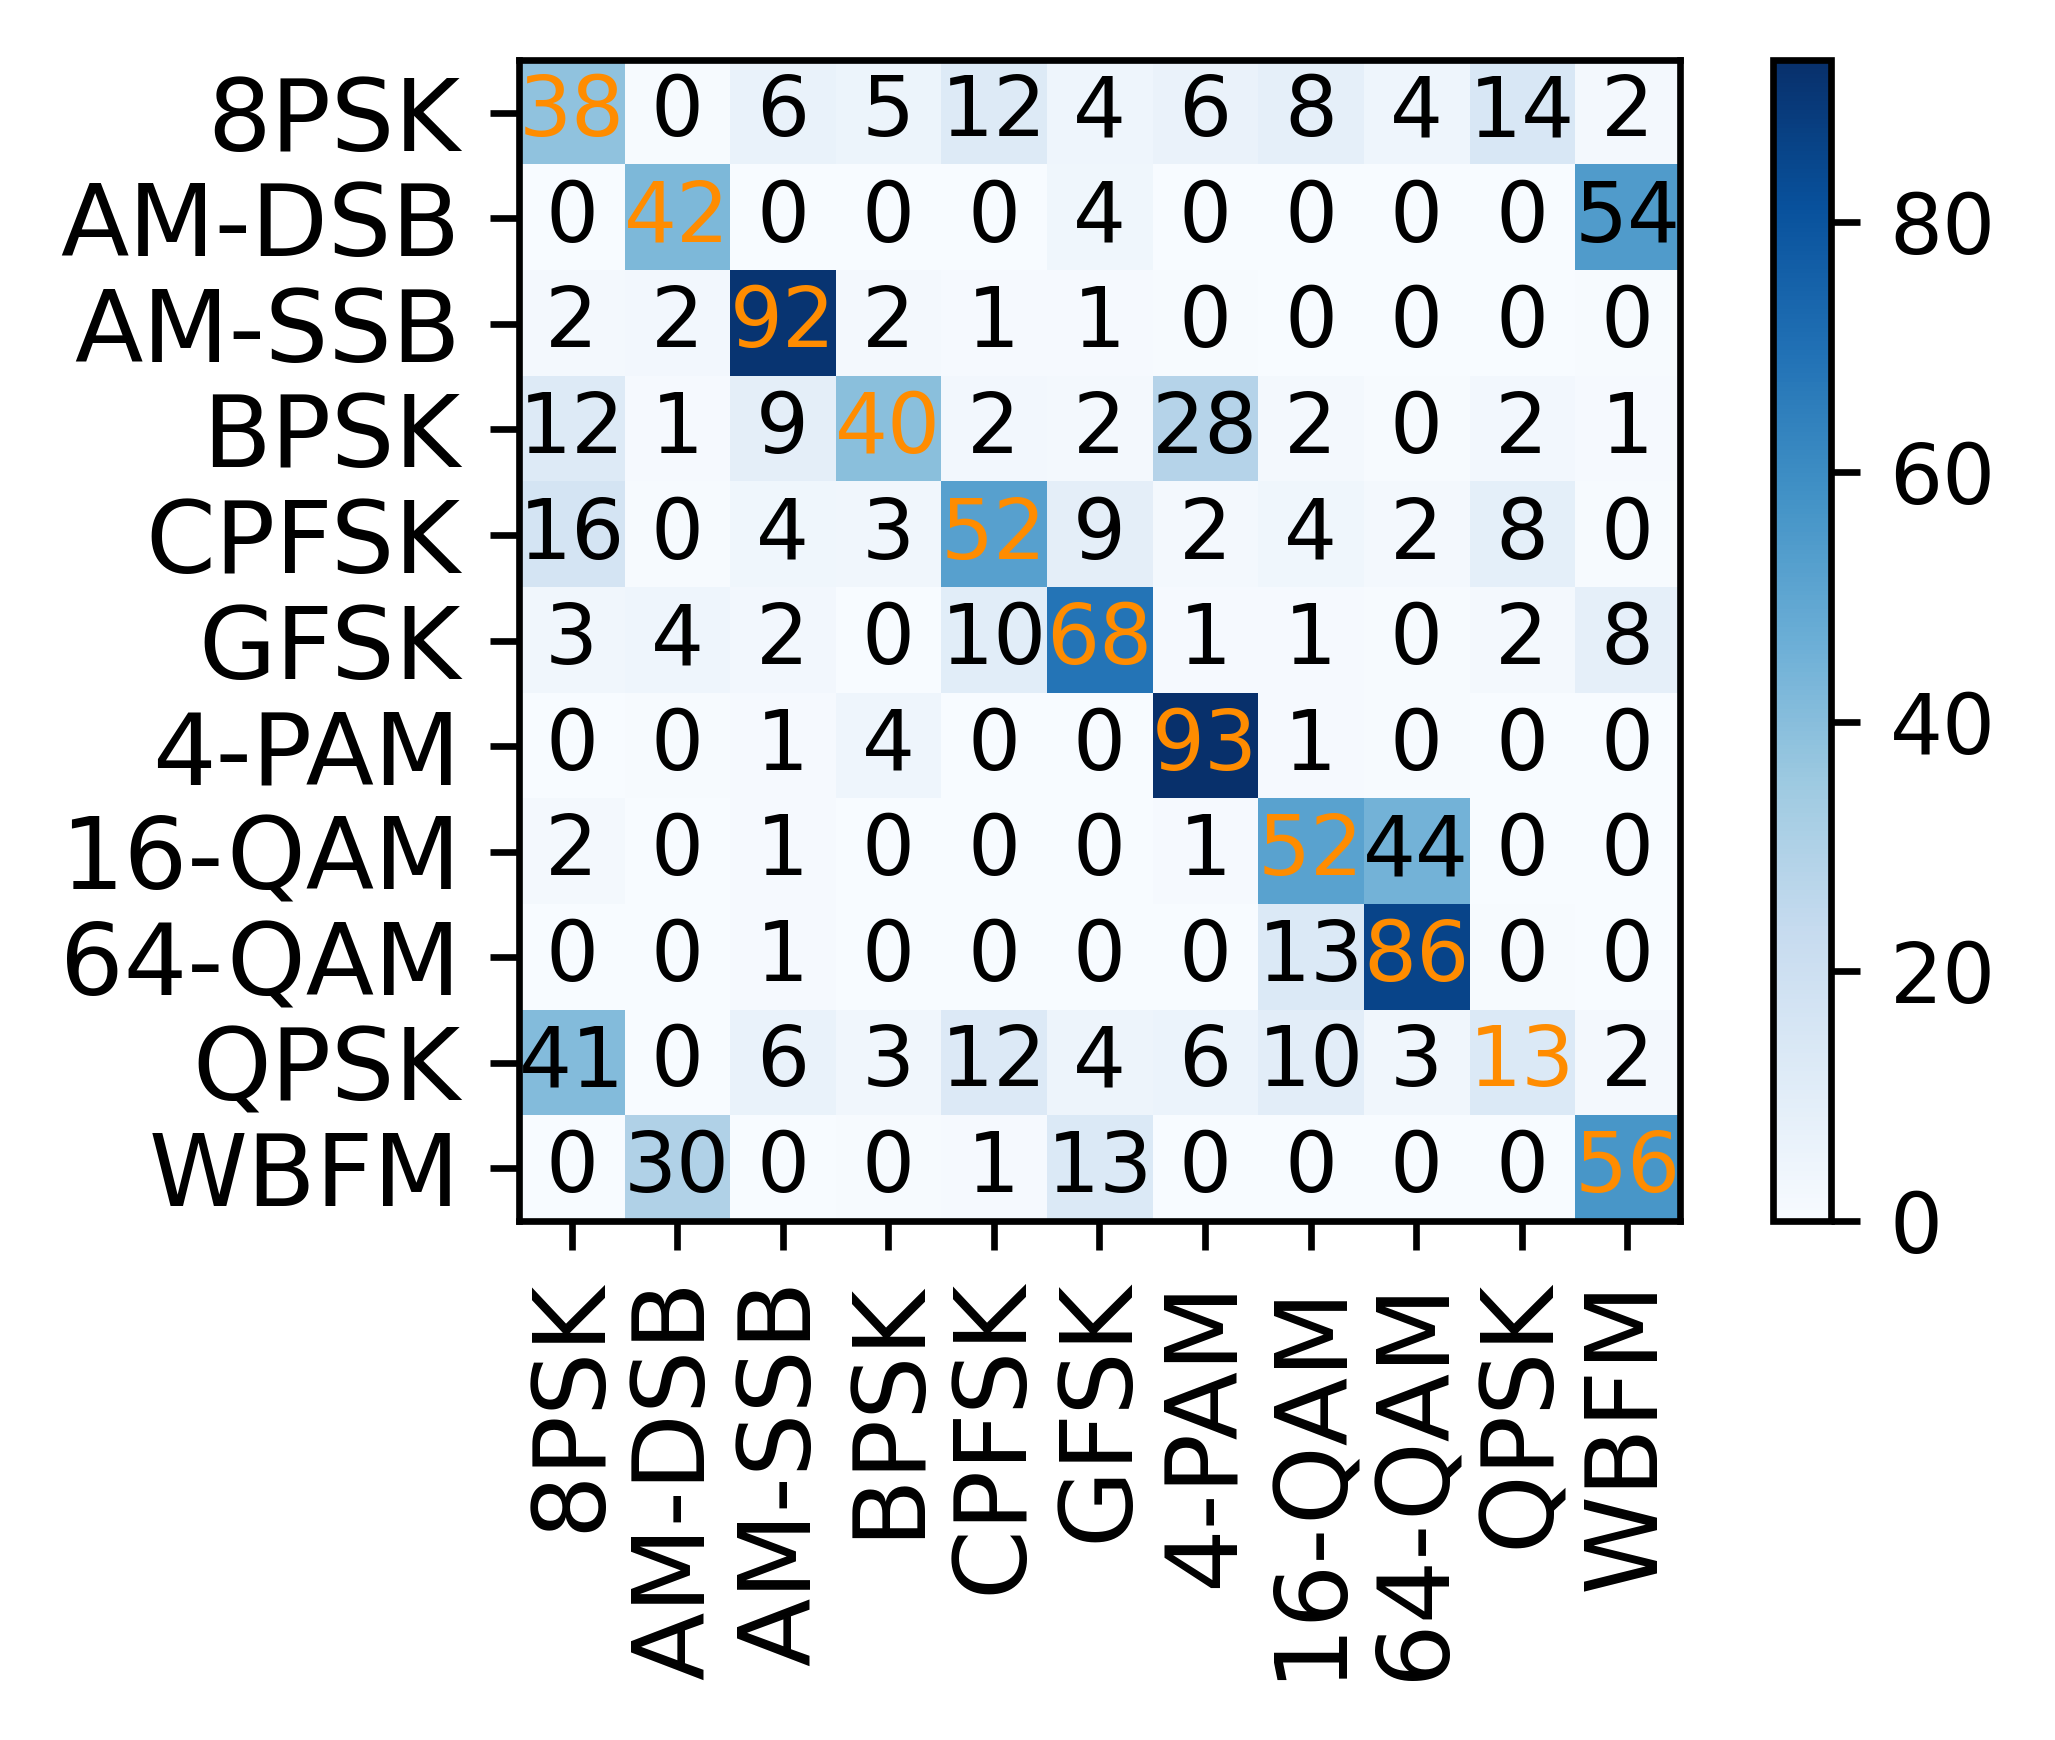 8PSK 38 0 6 5 12 4 6 8 4 14 2
AM-DSB 0 42 0 0 0 4 0 0 0 0 54
AM-SSB 2 2 92 2 1 1 0 0 0 0 0
BPSK 12 1 9 40 2 2 28 2 0 2 1
CPFSK 16 0 4 3 52 9 2 4 2 8 0
GFSK 3 4 2 0 10 68 1 1 0 2 8
4-PAM 0 0 1 4 0 0 93 1 0 0 0
16-QAM 2 0 1 0 0 0 1 52 44 0 0
64-QAM 0 0 1 0 0 0 0 13 86 0 0
QPSK 41 0 6 3 12 4 6 10 3 13 2
WBFM 0 30 0 0 1 13 0 0 0 0 56
8PSK
AM-DSB
AM-SSB
BPSK
CPFSK
GFSK
4-PAM
16-QAM
64-QAM
QPSK
WBFM
80
60
40
20
0